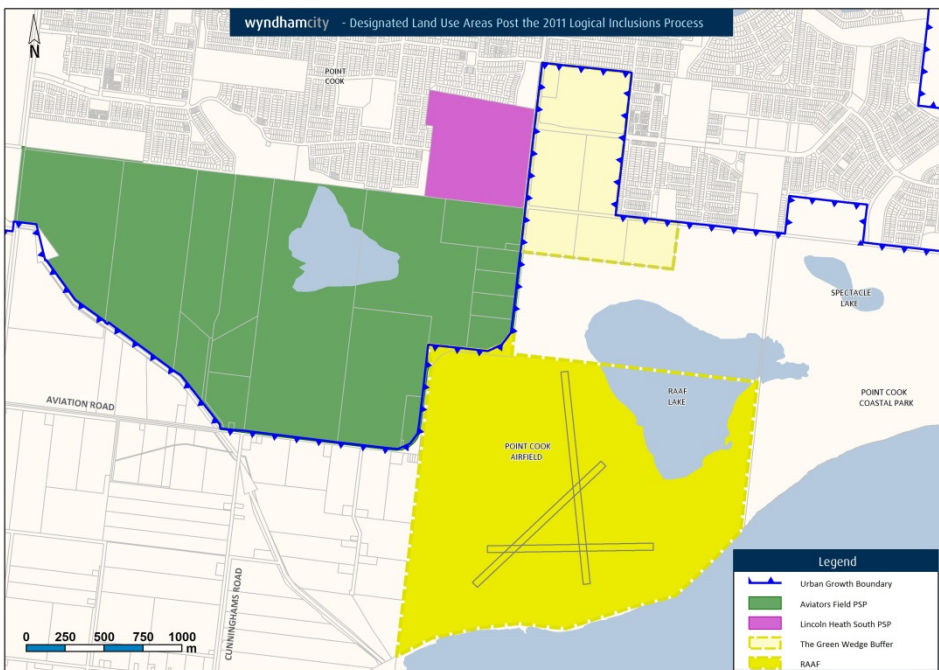 wyndhamcity - Designated Land Use Areas Post the 2011 Logical Inclusions Process
N
POINT
COOK
SPECTACLE
LAKE
RAAF
LAKE
POINT COOK
COASTAL PARK
AVIATION ROAD
POINT COOK
AIRFIELD
CUNNINGHAMS ROAD
0 250 500 750 1000
m
Legend
Urban Growth Boundary
Aviators Field PSP
Lincoln Heath South PSP
The Green Wedge Buffer
RAAF